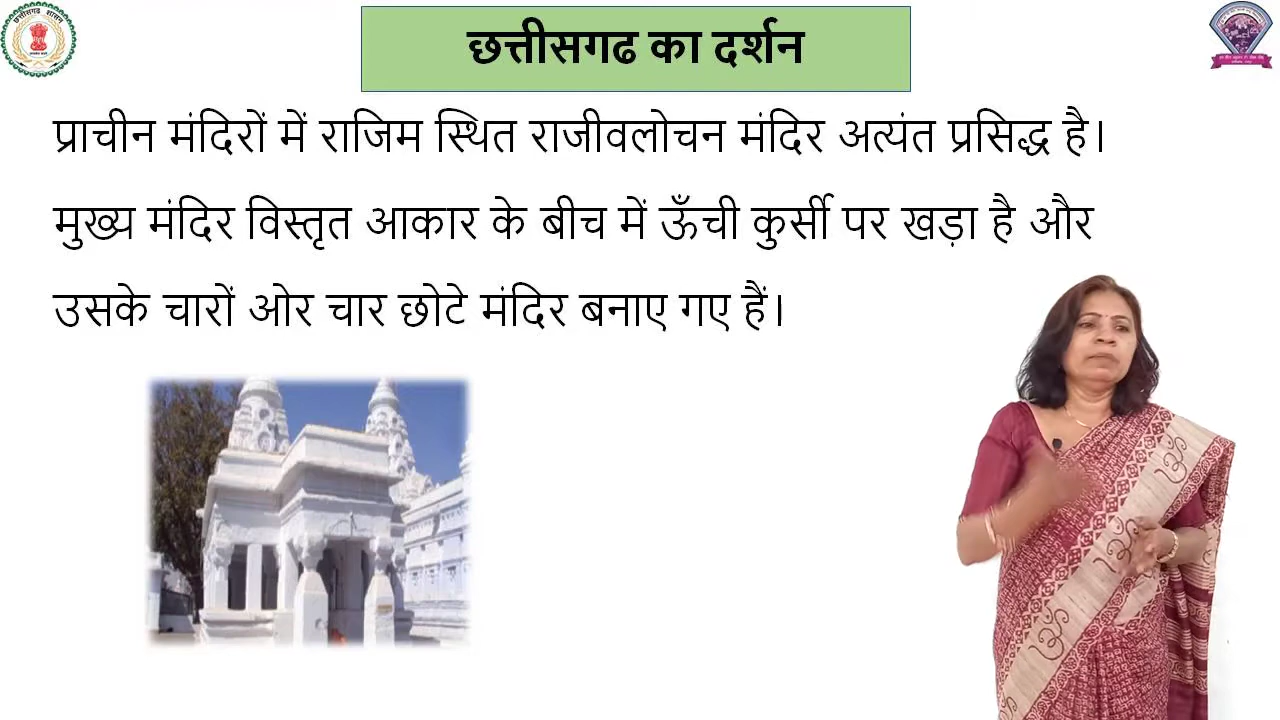 छत्तीसगढ का दर्शन
प्राचीन मंदिरों में राजिम स्थित राजीवलोचन मंदिर अत्यंत प्रसिद्ध है।
मुख्य मंदिर विस्तृत आकार के बीच में ऊँची कुर्सी पर खड़ा है और
उसके चारों ओर चार छोटे मंदिर बनाए गए हैं।